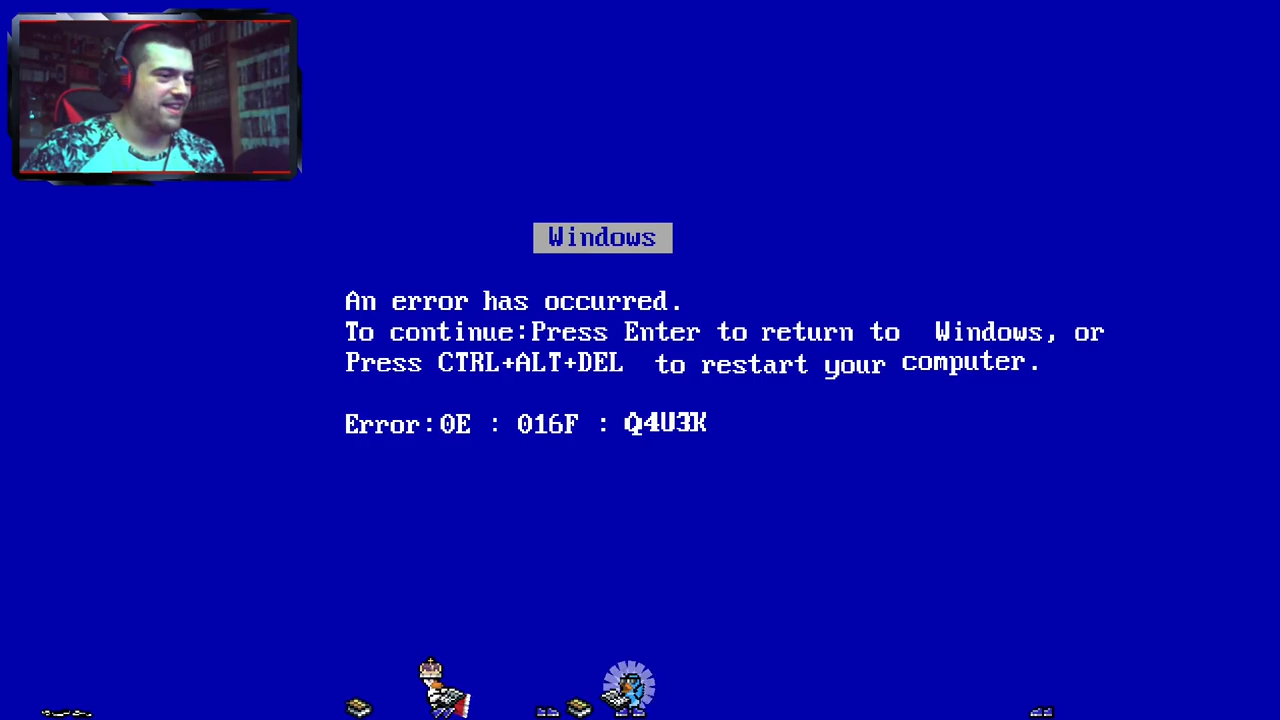 Windows
An error has occurred.
To continue:Press Enter to return to Windows, or
Press CTRL+ALT+DEL to restart your computer.
Error:0E : 016F : Q4U3K